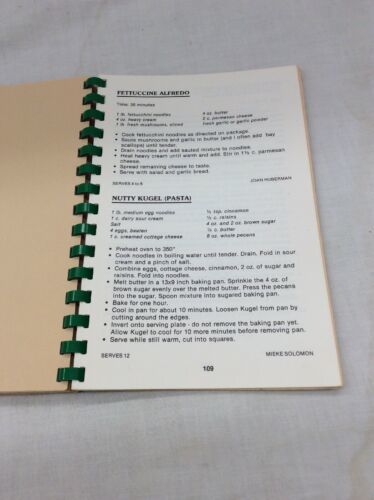 FETTUCCINE ALFREDO
Time: 35 minutes
1 lb. fettuccini noodles 4 oz. butter
4 oz. heavy cream 2 c. parmesan cheese
1 lb. fresh mushrooms, sliced fresh garlic or garlic powder
• Cook fettuccini noodles as directed on package.
• Saute mushrooms and garlic in butter (and I often add bay
scallops) until tender.
• Drain noodles and add sauted mixture to noodles.
• Heat heavy cream until warm and add. Stir in 1½ c. parmesan
cheese.
• Spread remaining cheese to taste.
• Serve with salad and bread.
SERVES 4 to 6 JOAN HUBERMAN
NUTTY KUGEL (PASTA)
1 lb. medium egg noodles ½ tsp. cinnamon
1 c. dairy sour cream ½ c. raisins
Salt 4 oz. and 2 oz. brown sugar
4 eggs, beaten ½ c. butter
1 c. creamed cottage cheese 8 oz. whole pecans
• Preheat oven to 350°
• Cook noodles in boiling water until tender. Drain. Fold in sour
cream and a pinch of salt.
• Combine eggs, cottage cheese, cinnamon, 2 oz. of sugar and
raisins. Fold into noodles.
• Melt butter in a 13x9 inch baking pan. Sprinkle the 4 oz. of
brown sugar evenly over the melted butter. Press the pecans
into the sugar. Spoon mixture into sugared baking pan.
• Bake for one hour.
• Cool in pan for about 10 minutes. Loosen Kugel from pan by
cutting around the edges.
• Invert onto serving plate - do not remove the baking pan yet.
Allow Kugel to cool for 10 more minutes before removing pan.
• Serve while still warm, cut into squares.
SERVES 12 MIEKE SOLOMON
109